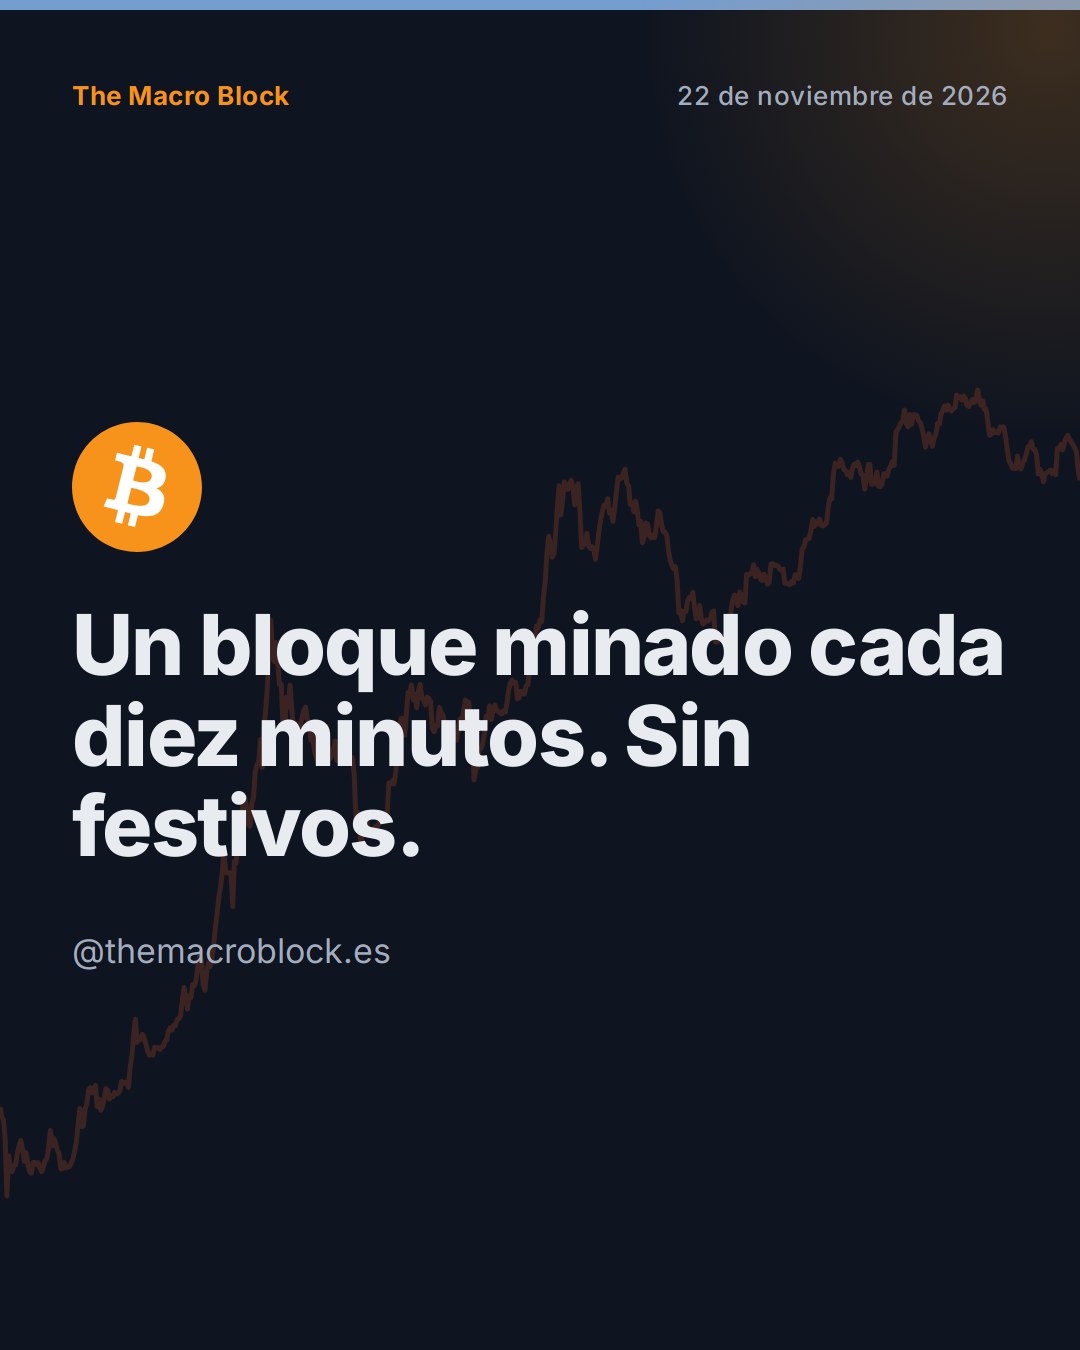 The Macro Block
22 de noviembre de 2026
Un bloque minado cada
diez minutos. Sin
festivos.
@themacroblock.es